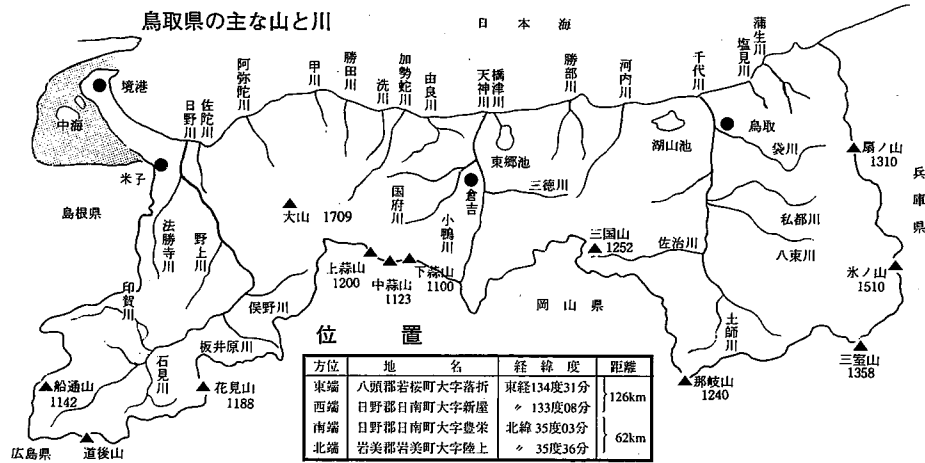 鳥取県の主な山と川
日本海
境港
中海
米子
島根県
日野川
佐陀川
阿弥陀川
甲川
勝田川
洗川
加勢蛇川
由良川
天神川
橋津川
勝部川
河内川
千代川
塩見川
蒲生川
東郷池
湖山池
鳥取
袋川
扇ノ山
1310
兵庫県
法勝寺川
野上川
大山 1709
国府川
小鴨川
倉吉
三徳川
三国山
1252
佐治川
私都川
八東川
氷ノ山
1510
上蒜山
1200
中蒜山
1123
下蒜山
1100
岡山県
印賀川
俣野川
板井原川
石見川
土師川
船通山
1142
花見山
1188
那岐山
1240
三室山
1358
広島県
道後山
位置
方位 地名 経緯度 距離
東端 八頭郡若桜町大字落折 東経134度31分
西端 日野郡日南町大字新屋 〃 133度08分
126km
南端 日野郡日南町大字豊栄 北緯 35度03分
北端 岩美郡岩美町大字陸上 〃 35度36分
62km